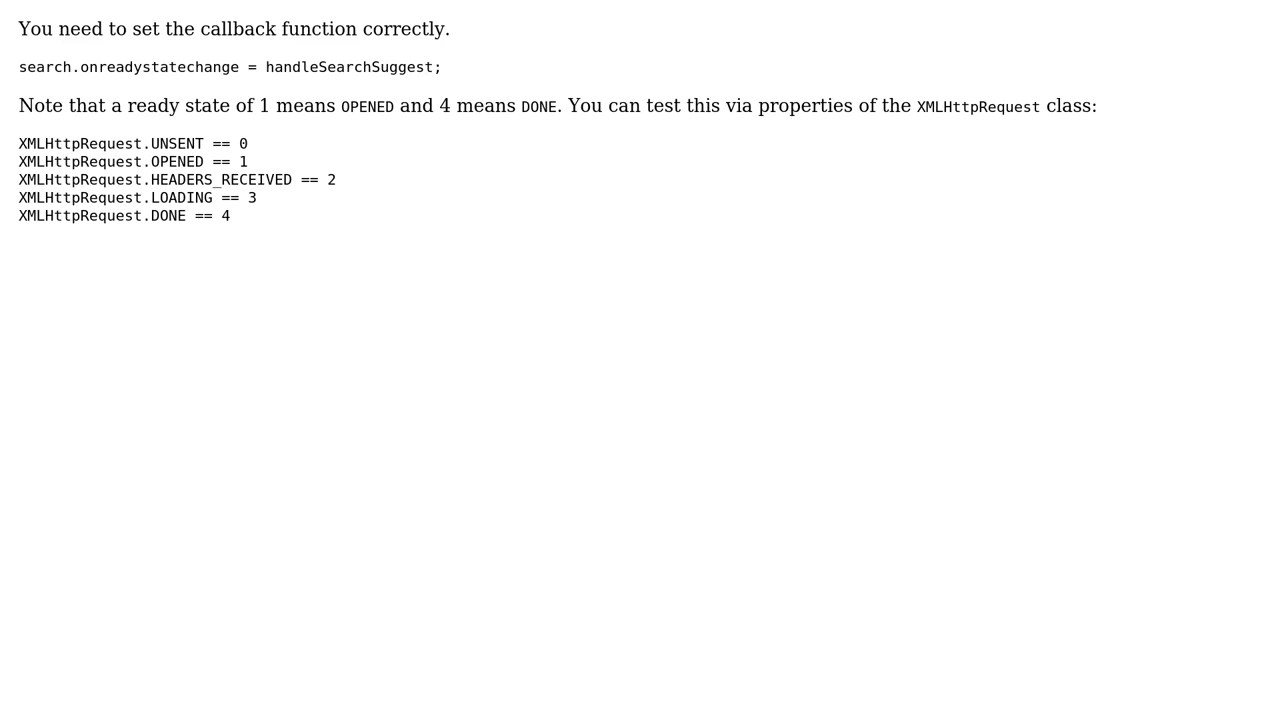 You need to set the callback function correctly.
search.onreadystatechange = handleSearchSuggest;
Note that a ready state of 1 means OPENED and 4 means DONE. You can test this via properties of the XMLHttpRequest class:
XMLHttpRequest.UNSENT == 0
XMLHttpRequest.OPENED == 1
XMLHttpRequest.HEADERS_RECEIVED == 2
XMLHttpRequest.LOADING == 3
XMLHttpRequest.DONE == 4